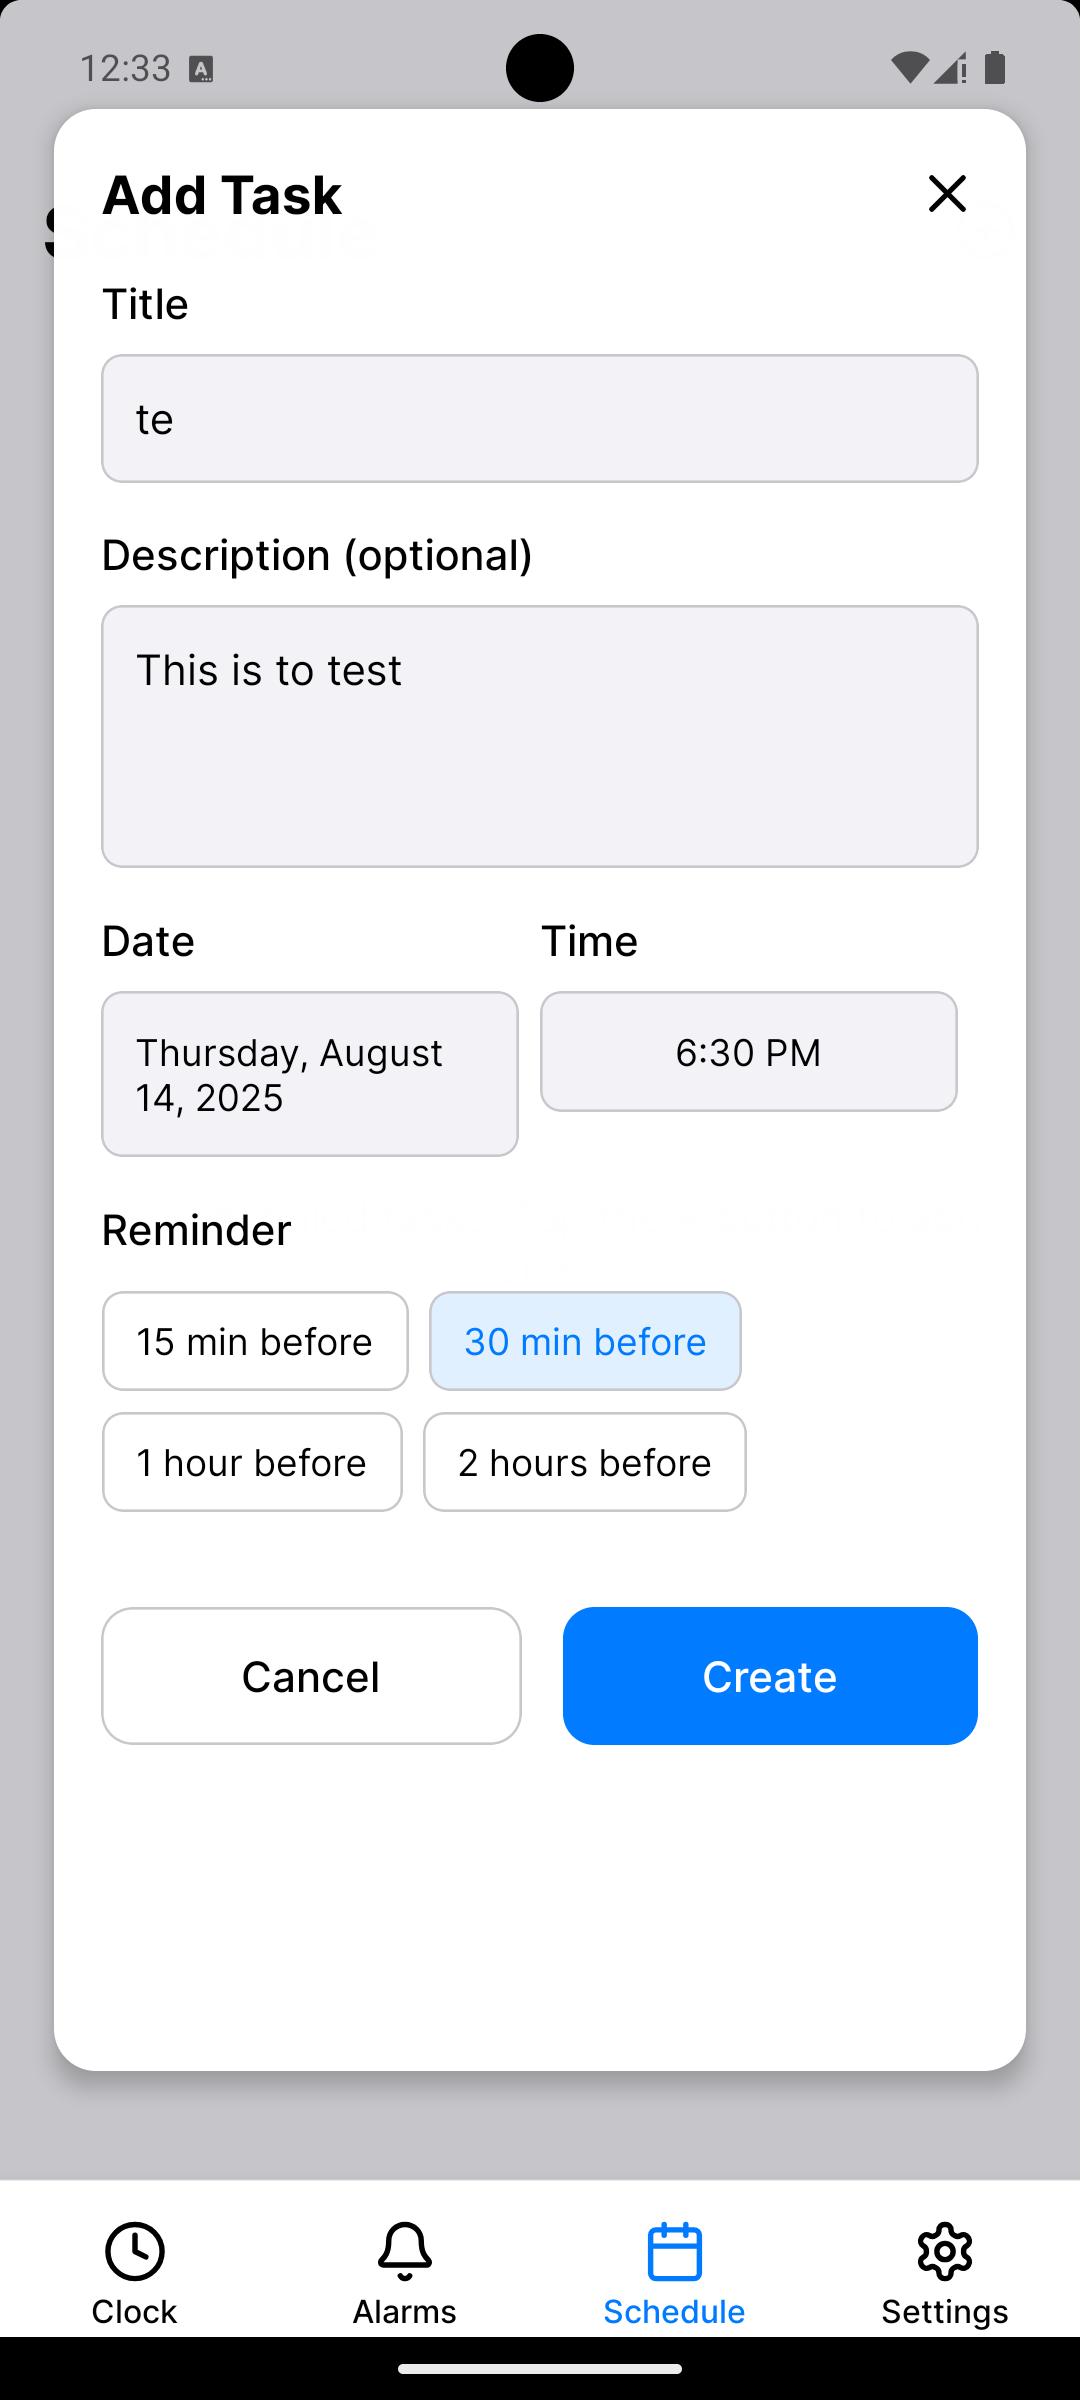 12:33
Add Task
Title
te
Description (optional)
This is to test
Date
Time
Thursday, August
14, 2025
6:30 PM
Reminder
15 min before
30 min before
1 hour before
2 hours before
Cancel
Create
Clock
Alarms
Schedule
Settings